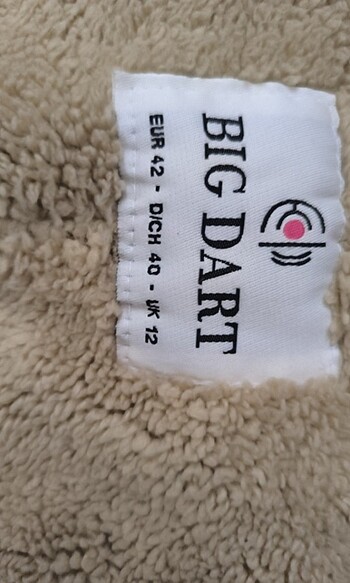 BIG DART
EUR 42 - D/CH 40 - UK 12